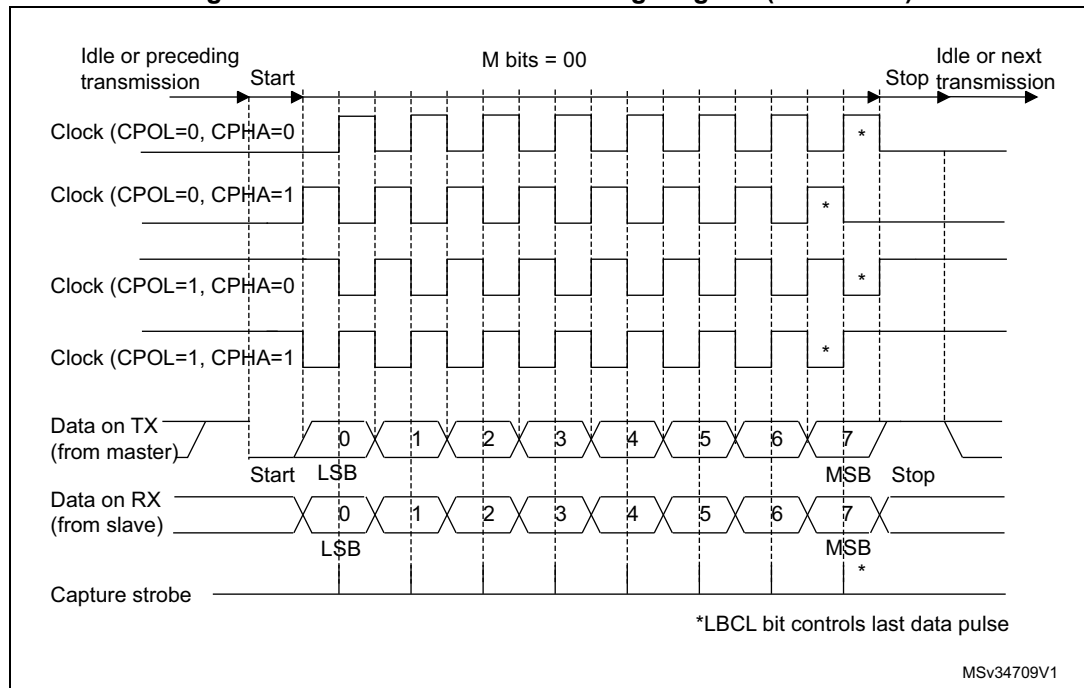 Idle or preceding
transmission
Start
M bits = 00
Stop
Idle or next
transmission
Clock (CPOL=0, CPHA=0
*
Clock (CPOL=0, CPHA=1
*
Clock (CPOL=1, CPHA=0
*
Clock (CPOL=1, CPHA=1
*
Data on TX
(from master)
0 1 2 3 4 5 6 7
Start LSB MSB Stop
Data on RX
(from slave)
0 1 2 3 4 5 6 7
LSB MSB
*
Capture strobe
*LBCL bit controls last data pulse
MSv34709V1